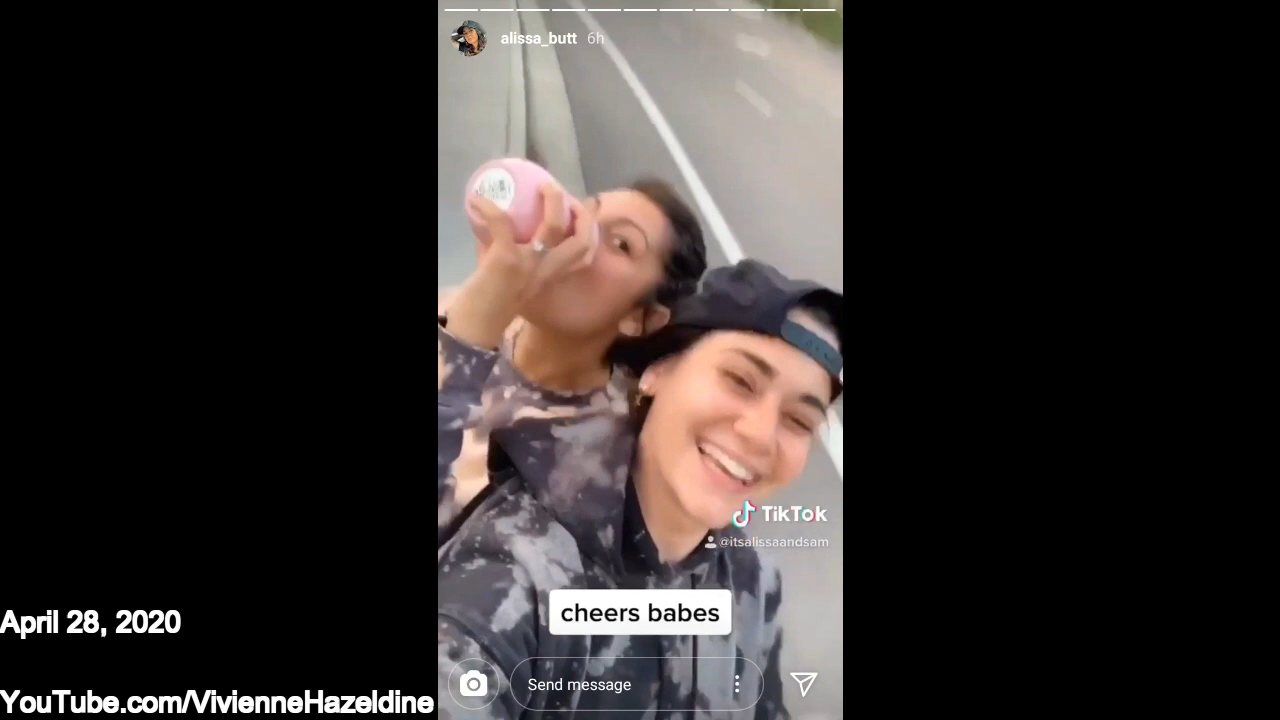 alissa_butt 6h
TikTok
@itsalissaandsam
cheers babes
April 28, 2020
Send message
YouTube.com/VivienneHazeldine